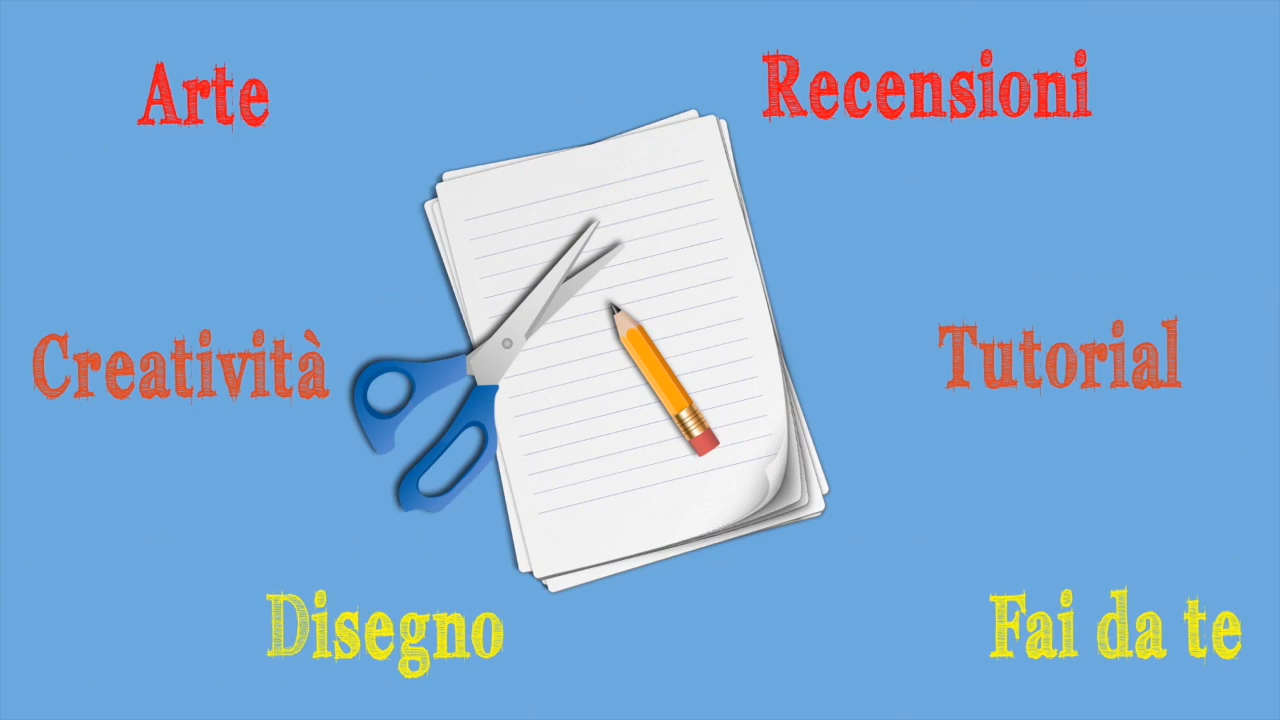 Arte
Recensioni
Creatività
Tutorial
Disegno
Fai da te